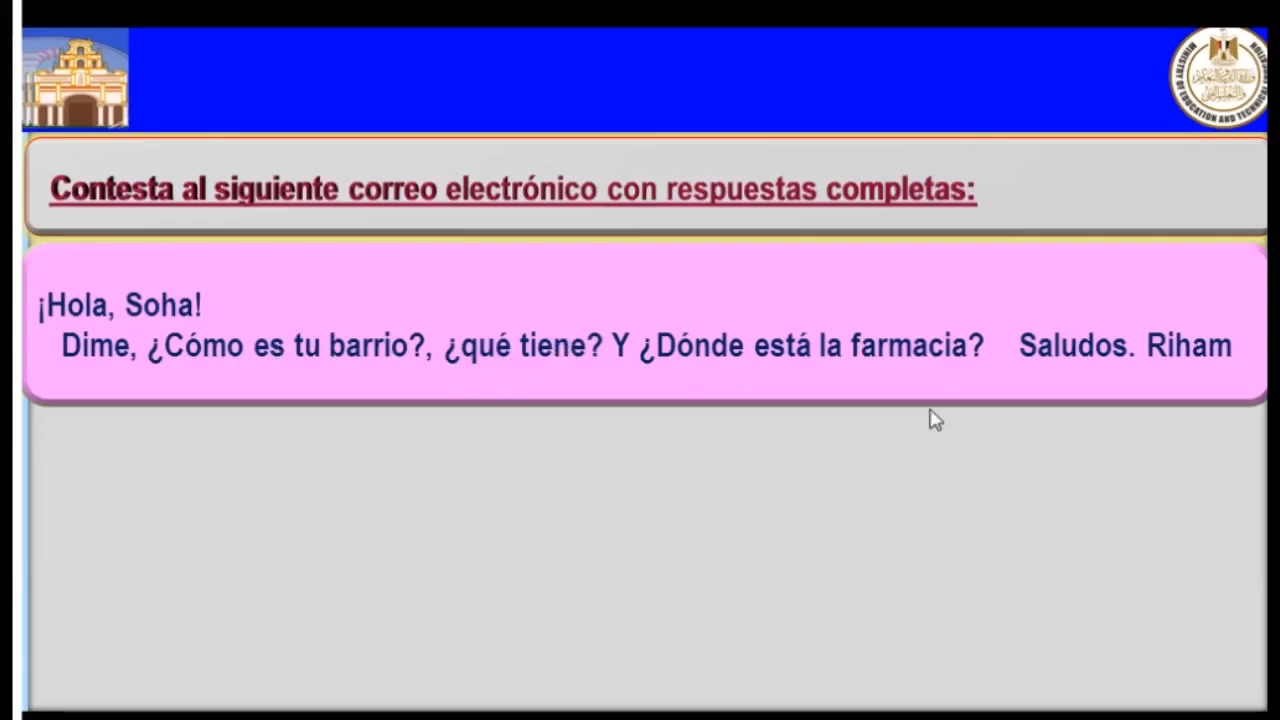 Contesta al siguiente correo electrónico con respuestas completas:
¡Hola, Soha!
Dime, ¿Cómo es tu barrio?, ¿qué tiene? Y ¿Dónde está la farmacia? Saludos. Riham